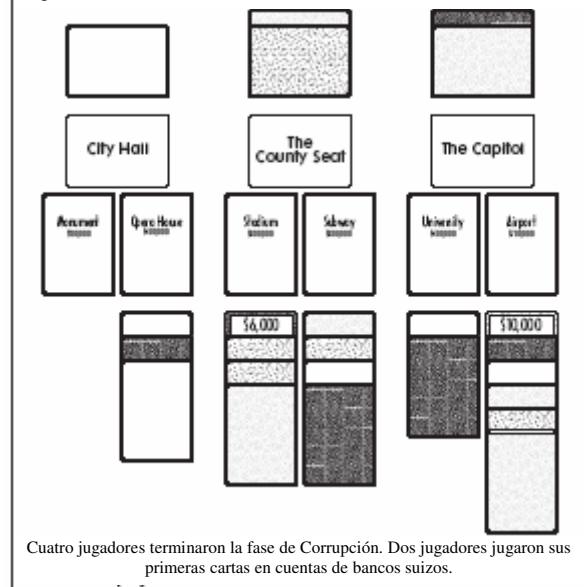 City Hall
The
County Seat
The Capitol
Monument
Opera House
Stadium
Subway
University
Airport
$6,000
$10,000
Cuatro jugadores terminaron la fase de Corrupción. Dos jugadores jugaron sus
primeras cartas en cuentas de bancos suizos.